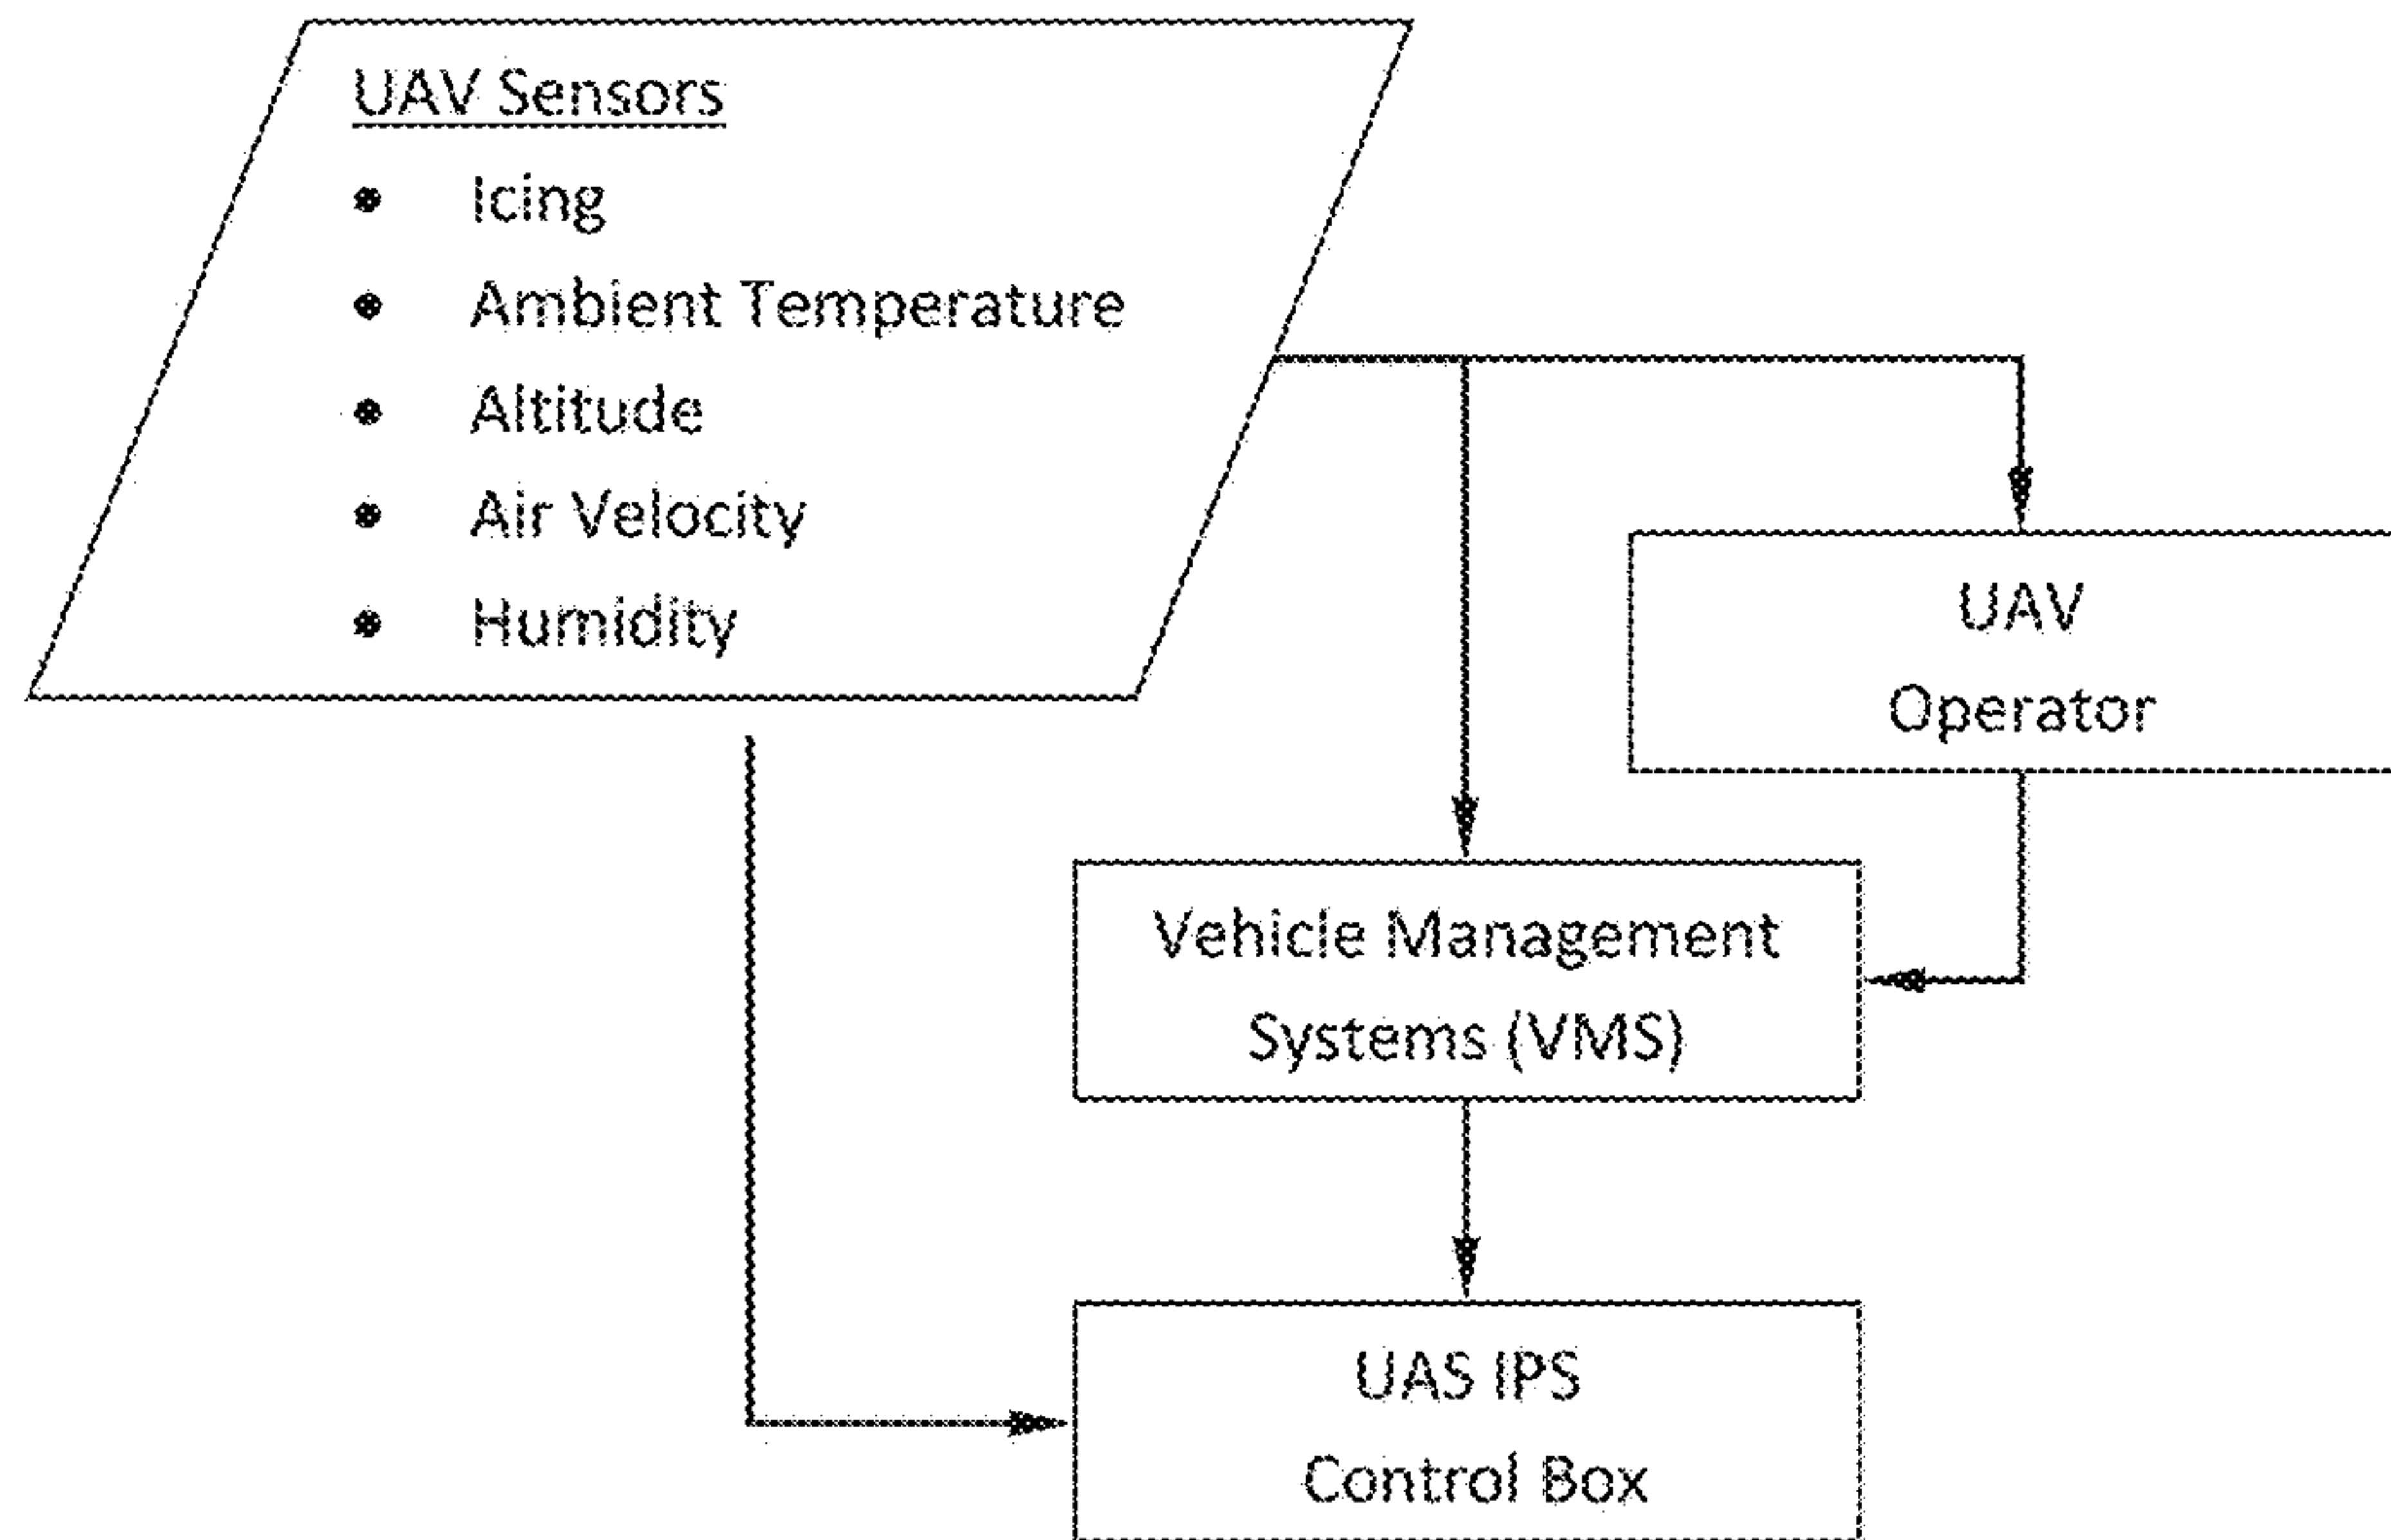 UAV Sensors
• Icing
• Ambient Temperature
• Altitude
• Air Velocity
• Humidity
UAV
Operator
Vehicle Management
Systems (VMS)
UAS IPS
Control Box